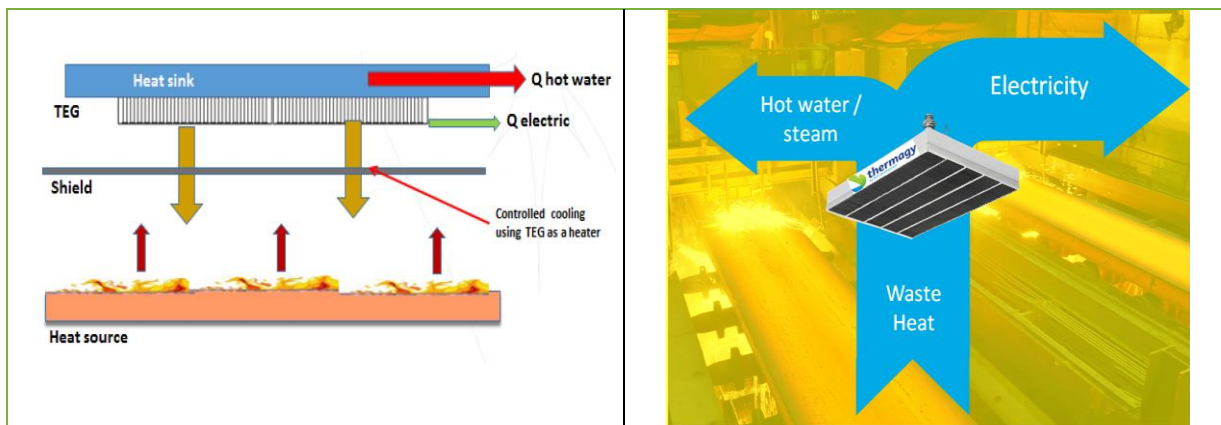 Heat sink
Q hot water
TEG
Q electric
Shield
Controlled cooling
using TEG as a heater
Heat source
Hot water /
steam
Electricity
thermagy
Waste
Heat